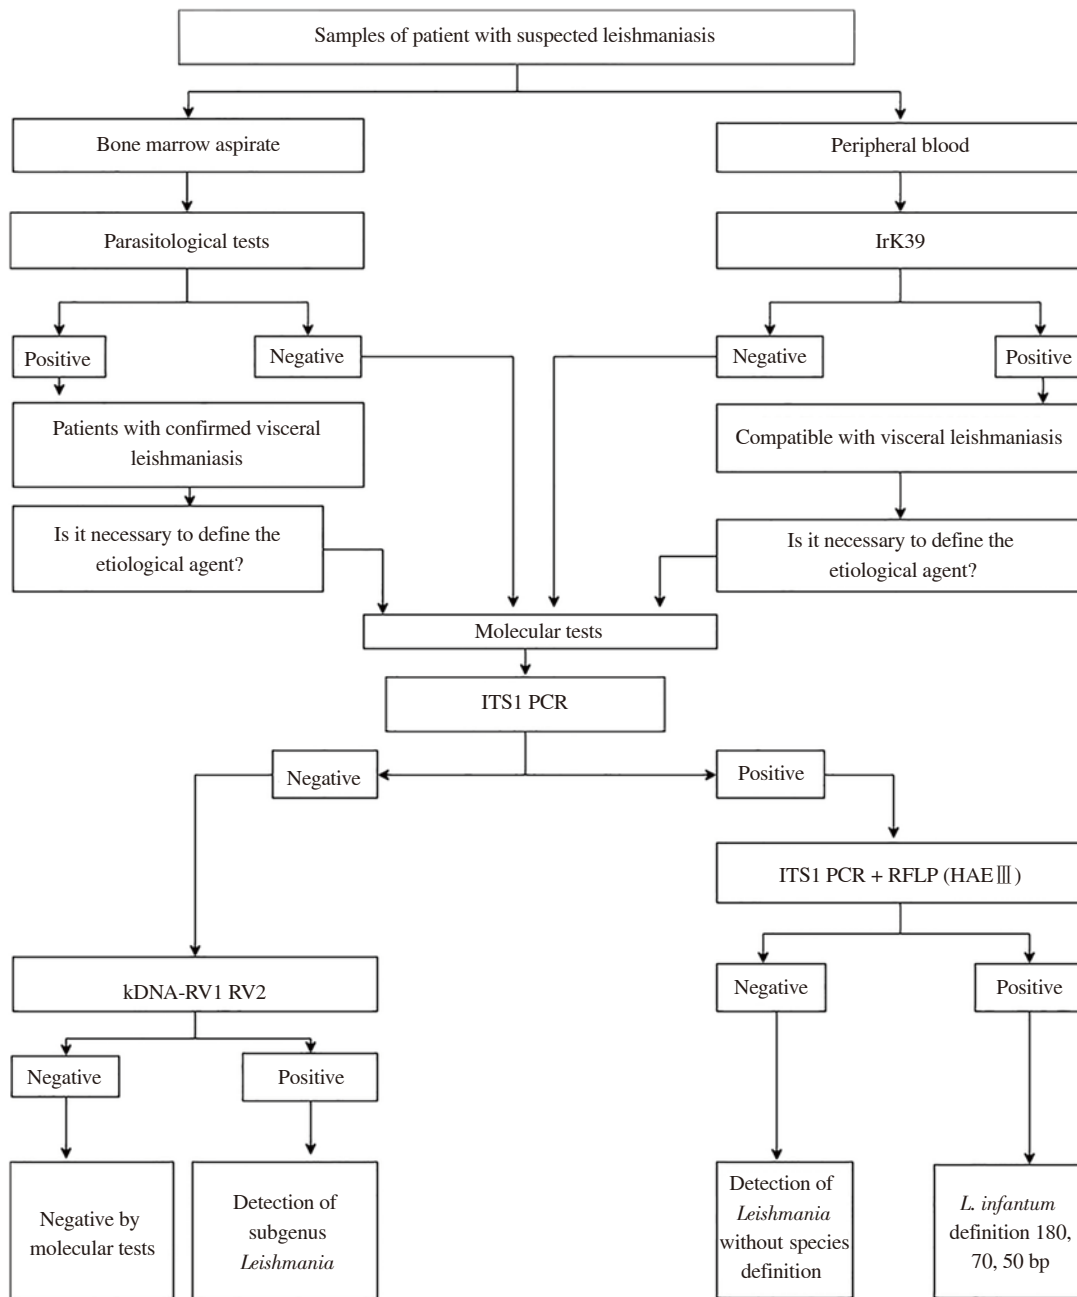 Samples of patient with suspected leishmaniasis
Bone marrow aspirate
Peripheral blood
Parasitological tests
IrK39
Positive
Negative
Negative
Positive
Patients with confirmed visceral
leishmaniasis
Compatible with visceral leishmaniasis
Is it necessary to define the
etiological agent?
Is it necessary to define the
etiological agent?
Molecular tests
ITS1 PCR
Negative
Positive
ITS1 PCR + RFLP (HAEⅢ)
kDNA-RV1 RV2
Negative
Positive
Negative
Positive
Negative by
molecular tests
Detection of
subgenus
Leishmania
Detection of
Leishmania
without species
definition
L. infantum
definition 180,
70, 50 bp